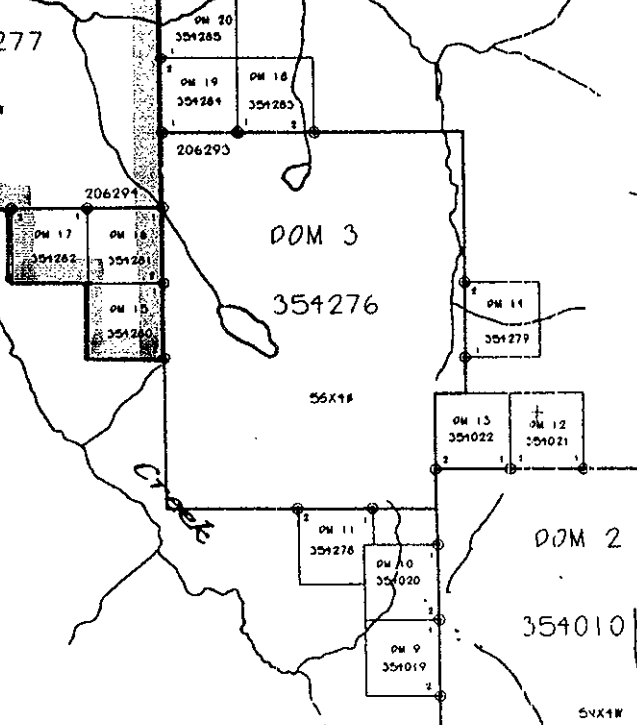 DM 20
354285
277
DM 19
354284
DM 18
354283
206293
206294
DM 17
354282
DM 16
354281
DOM 3
354276
DM 15
354280
DM 14
354279
55X4W
DM 13
354022
DM 12
354021
Creek
DM 11
354278
DM 10
354020
DOM 2
354010
DM 9
354019
5VX4W